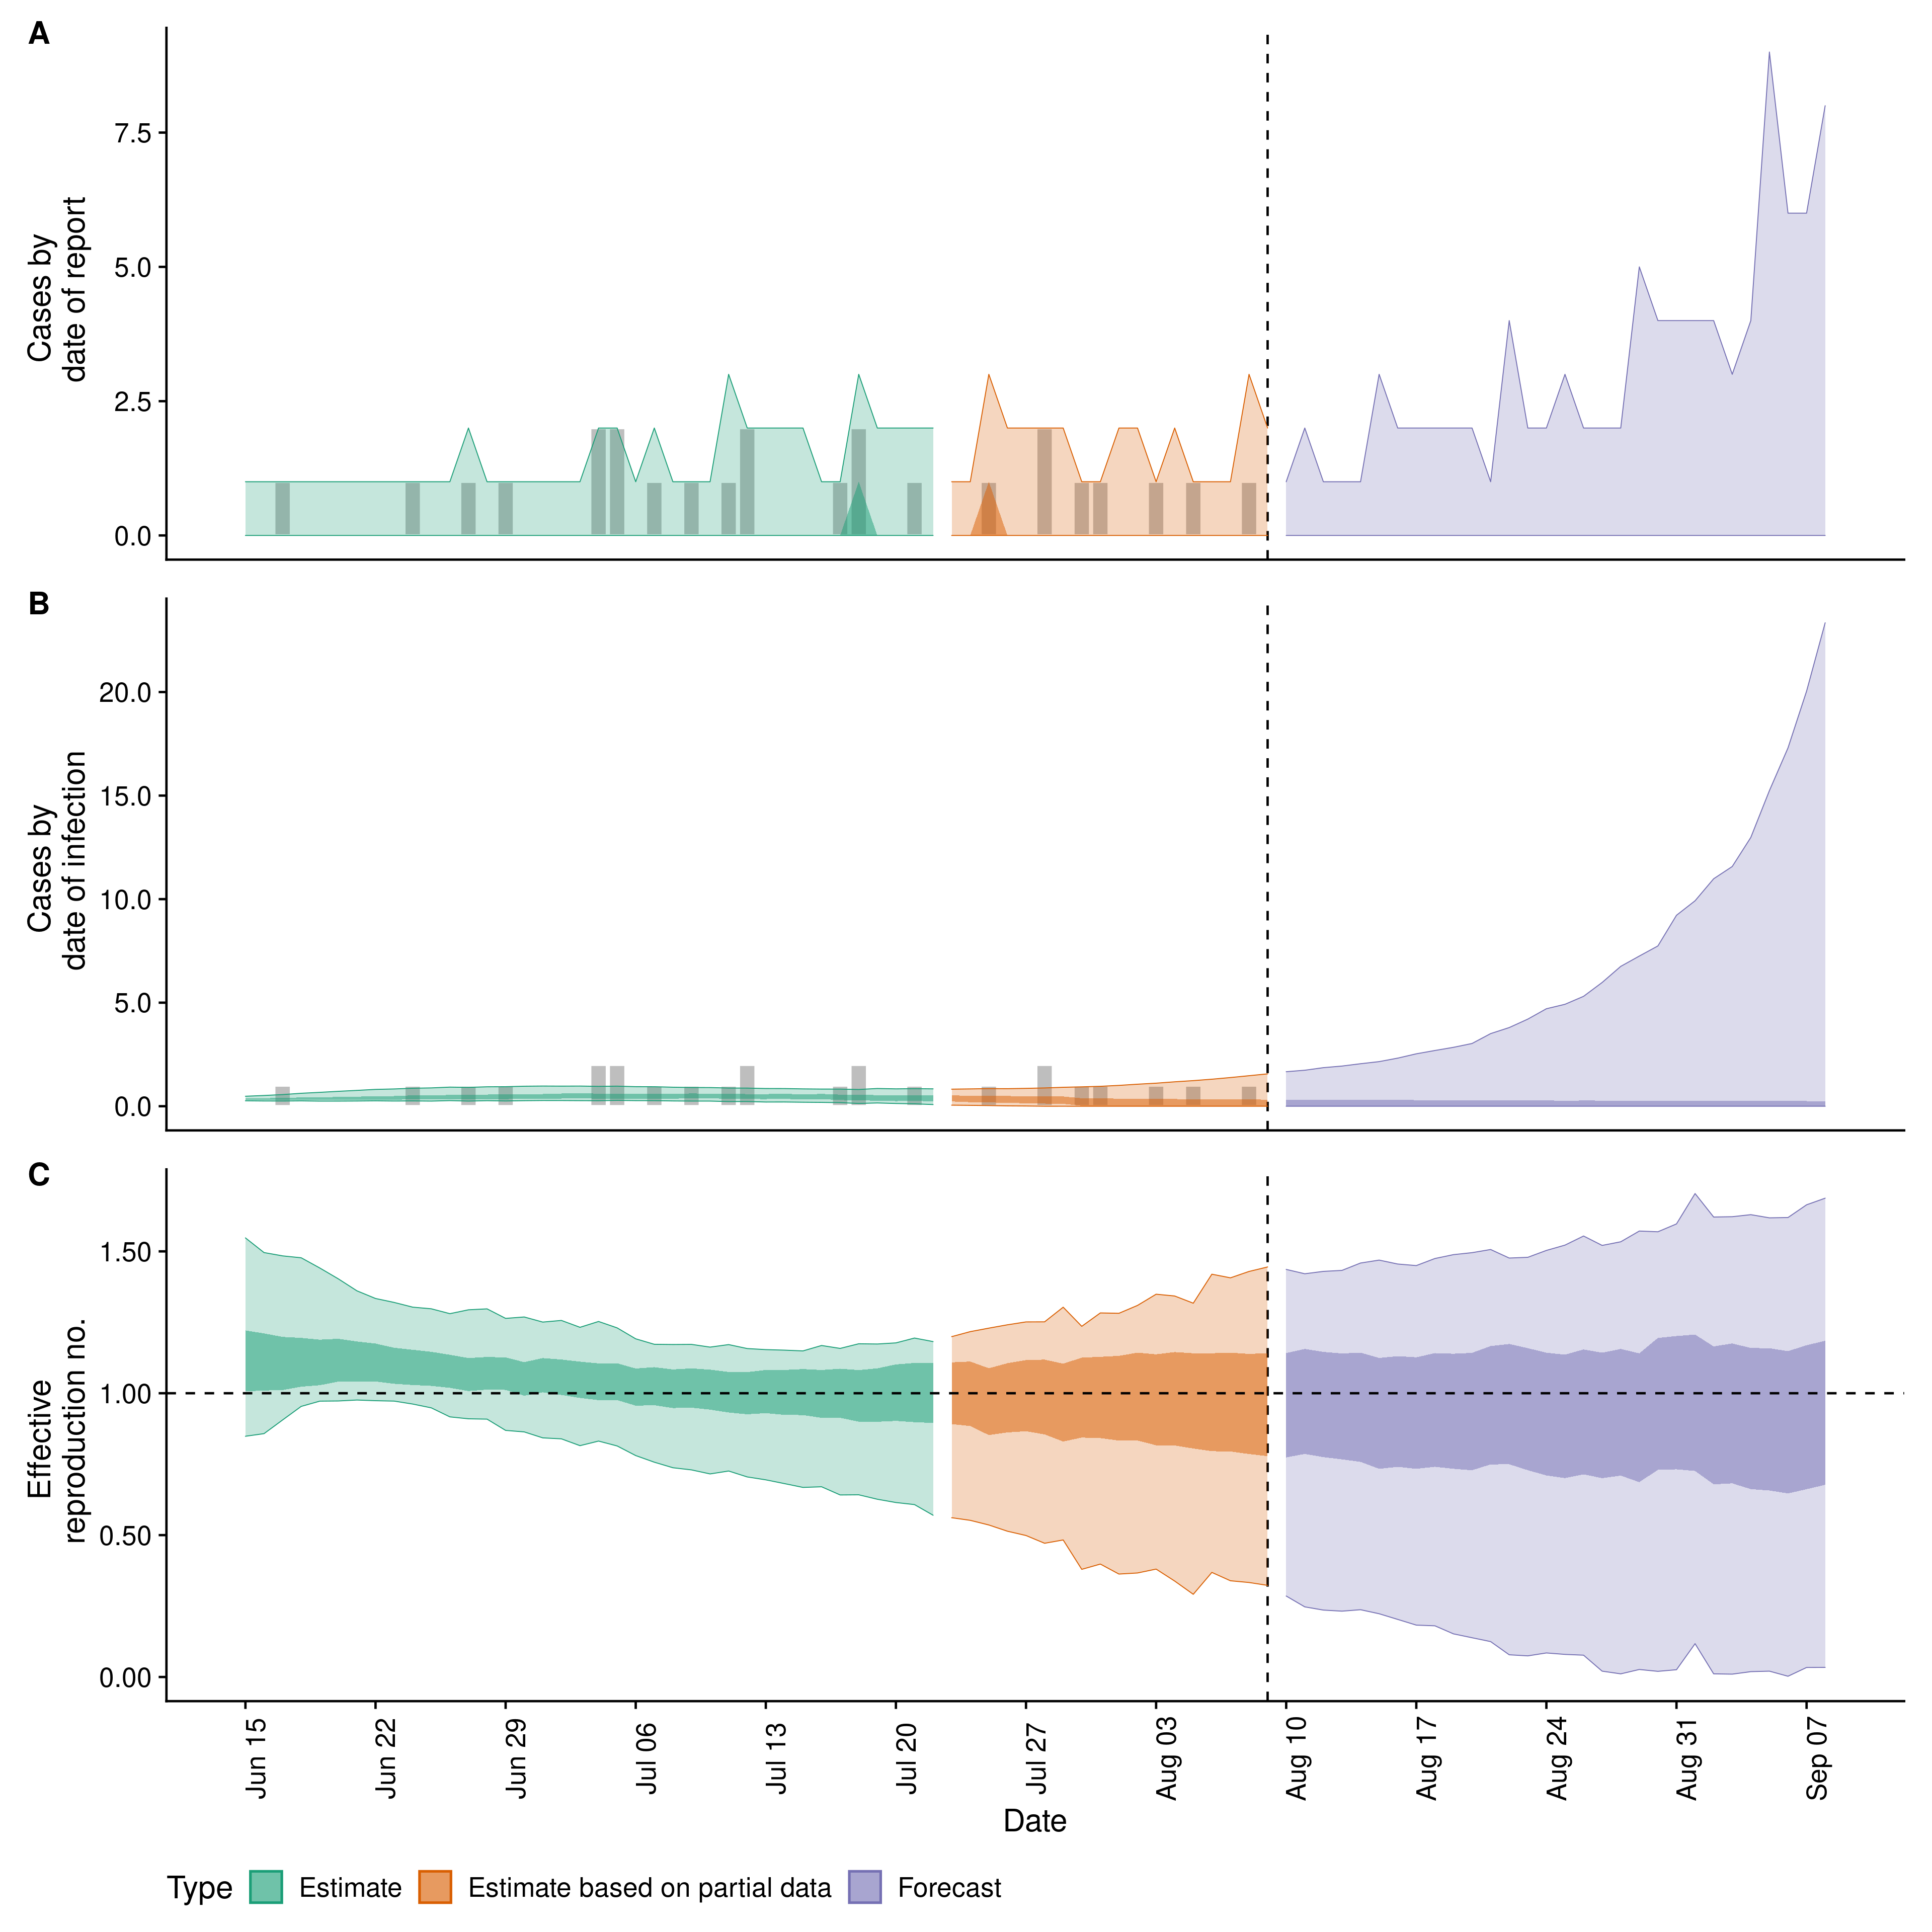 A
Cases by
date of report
7.5
5.0
2.5
0.0
B
Cases by
date of infection
20.0
15.0
10.0
5.0
0.0
C
Effective
reproduction no.
1.50
1.00
0.50
0.00
Jun 15
Jun 22
Jun 29
Jul 06
Jul 13
Jul 20
Jul 27
Aug 03
Aug 10
Aug 17
Aug 24
Aug 31
Sep 07
Date
Type Estimate Estimate based on partial data Forecast